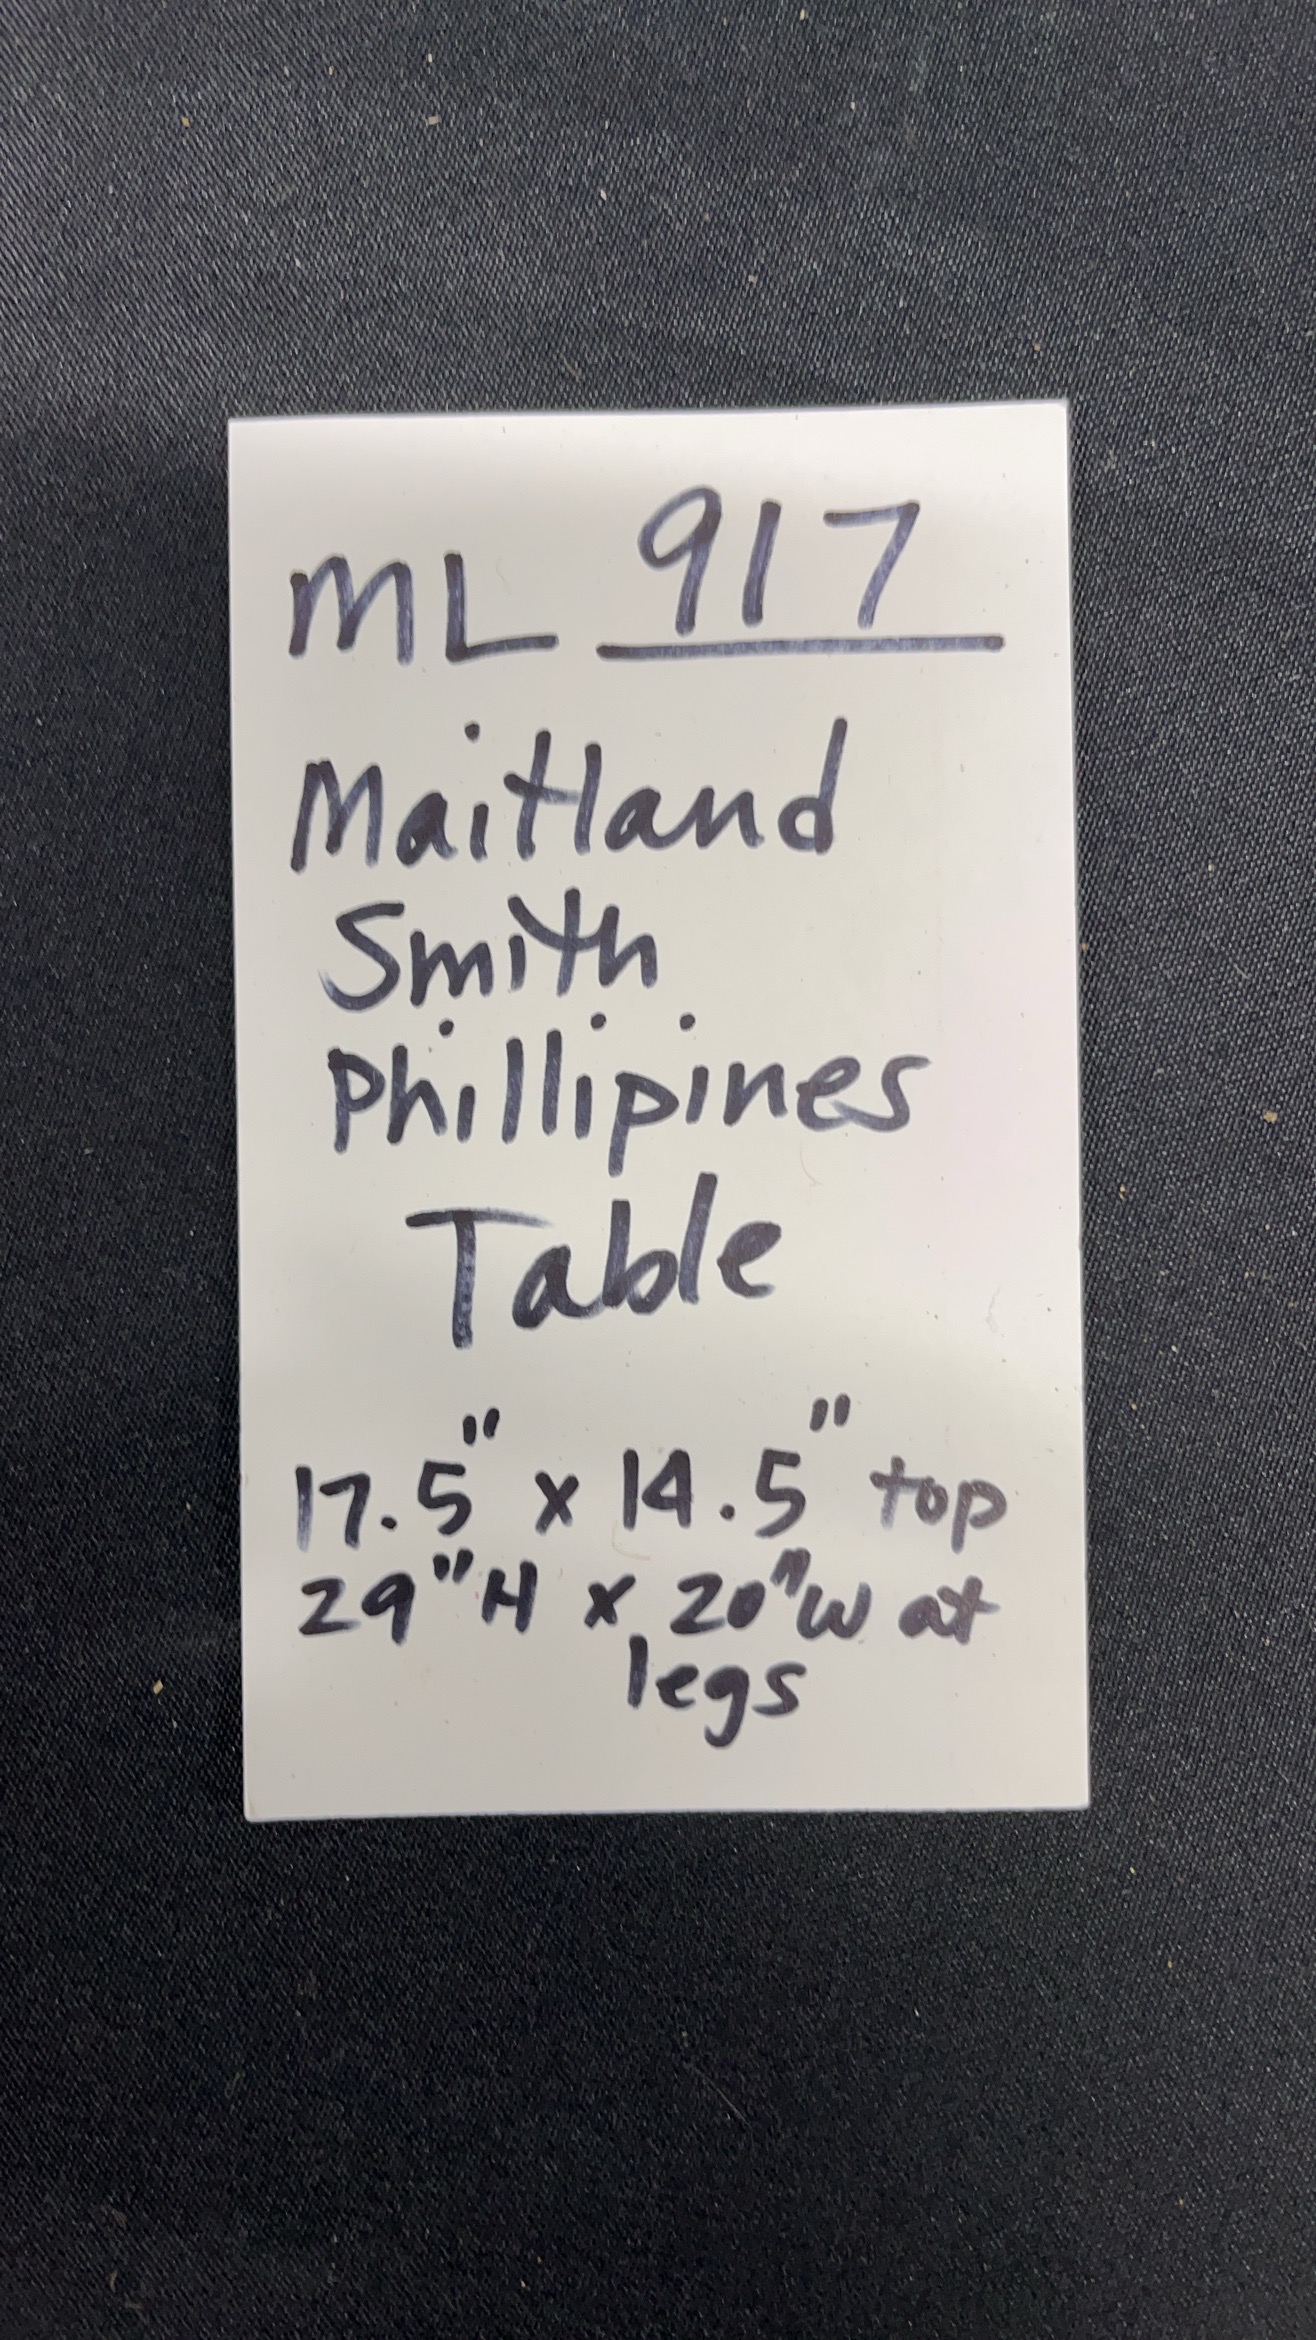 ML 917
Maitland
Smith
Phillipines
Table
17.5" x 14.5" top
29" H x 20" W at
legs